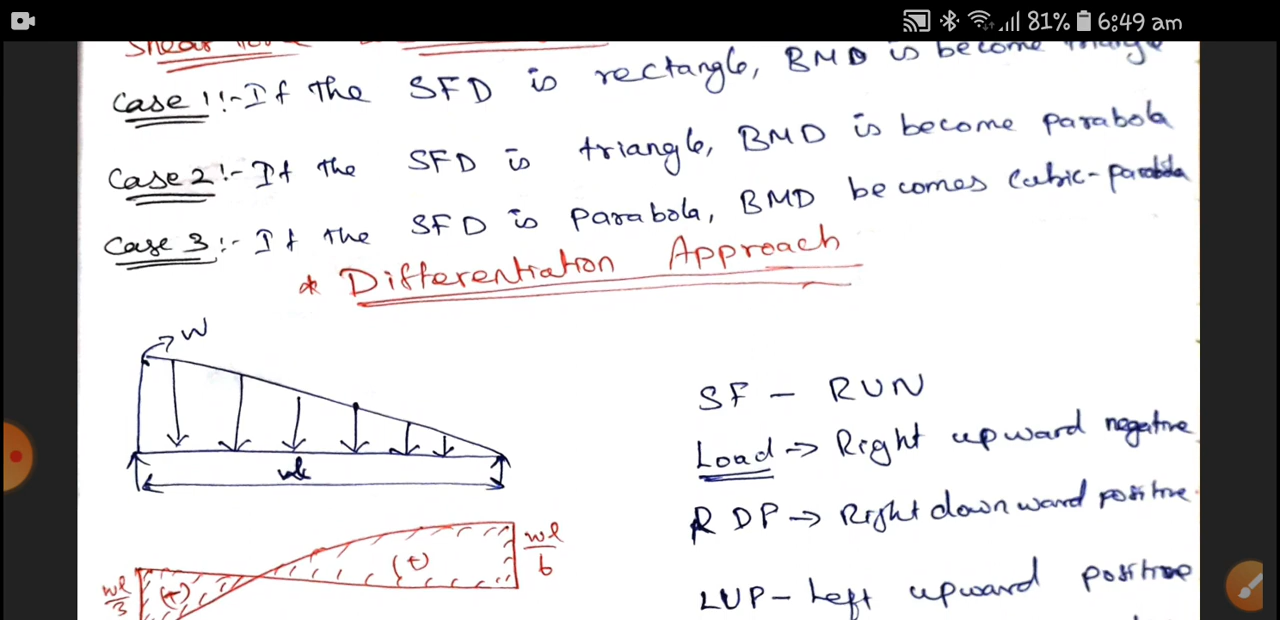 81% 6:49 am
Shear
Case 1:- If the SFD is rectangle, BMD is become triangle
Case 2:- If the SFD is triangle, BMD is become parabola
Case 3:- If the SFD is parabola, BMD becomes cubic-parabola
* Differentiation Approach
W
SF - RUN
Load → Right upward negative
RDP → Right downward positive
wl/6
(+)
wl/3
(+)
LUP - Left upward positive